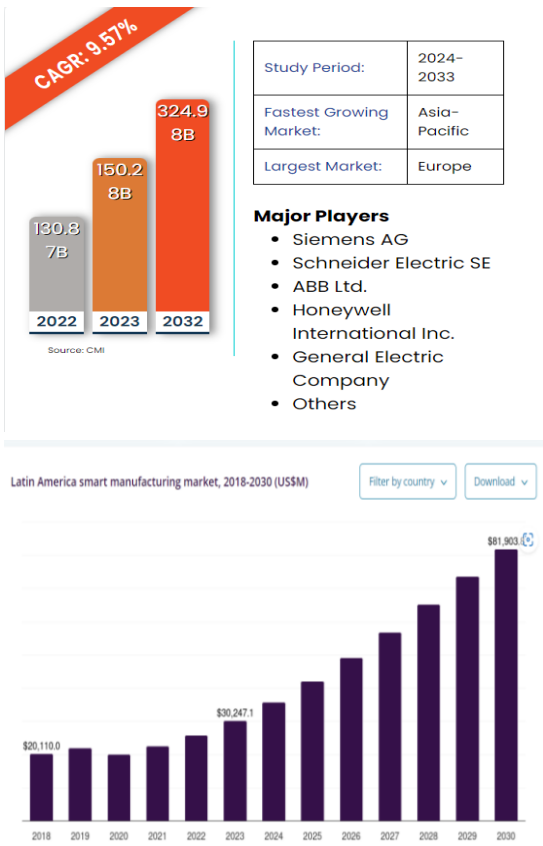 CAGR: 9.57%
324.9
8B
150.2
8B
130.8
7B
2022
2023
2032
Source: CMI
Study Period:
2024-
2033
Fastest Growing
Market:
Asia-
Pacific
Largest Market:
Europe
Major Players
• Siemens AG
• Schneider Electric SE
• ABB Ltd.
• Honeywell
International Inc.
• General Electric
Company
• Others
Latin America smart manufacturing market, 2018-2030 (US$M)
Filter by country
Download
$20,110.0
$30,247.1
$81,903.
2018
2019
2020
2021
2022
2023
2024
2025
2026
2027
2028
2029
2030